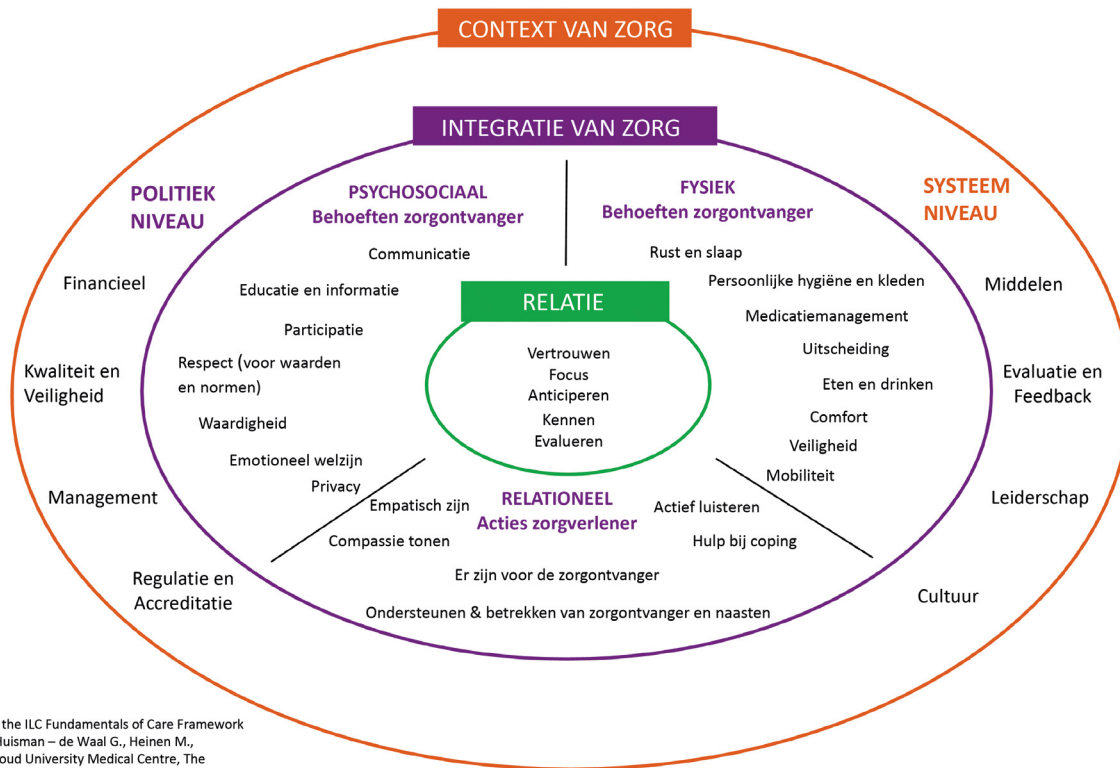 CONTEXT VAN ZORG
INTEGRATIE VAN ZORG
POLITIEK
NIVEAU
Financieel
Kwaliteit en
Veiligheid
Management
Regulatie en
Accreditatie
PSYCHOSOCIAAL
Behoeften zorgontvanger
Communicatie
Educatie en informatie
Participatie
Respect (voor waarden
en normen)
Waardigheid
Emotioneel welzijn
Privacy
RELATIE
Vertrouwen
Focus
Anticiperen
Kennen
Evalueren
FYSIEK
Behoeften zorgontvanger
Rust en slaap
Persoonlijke hygiëne en kleden
Medicatiemanagement
Uitscheiding
Eten en drinken
Comfort
Veiligheid
Mobiliteit
RELATIONEEL
Acties zorgverlener
Empatisch zijn
Actief luisteren
Compassie tonen
Hulp bij coping
Er zijn voor de zorgontvanger
Ondersteunen & betrekken van zorgontvanger en naasten
SYSTEEM
NIVEAU
Middelen
Evaluatie en
Feedback
Leiderschap
Cultuur
the ILC Fundamentals of Care Framework
Huisman – de Waal G., Heinen M.,
oud University Medical Centre, The